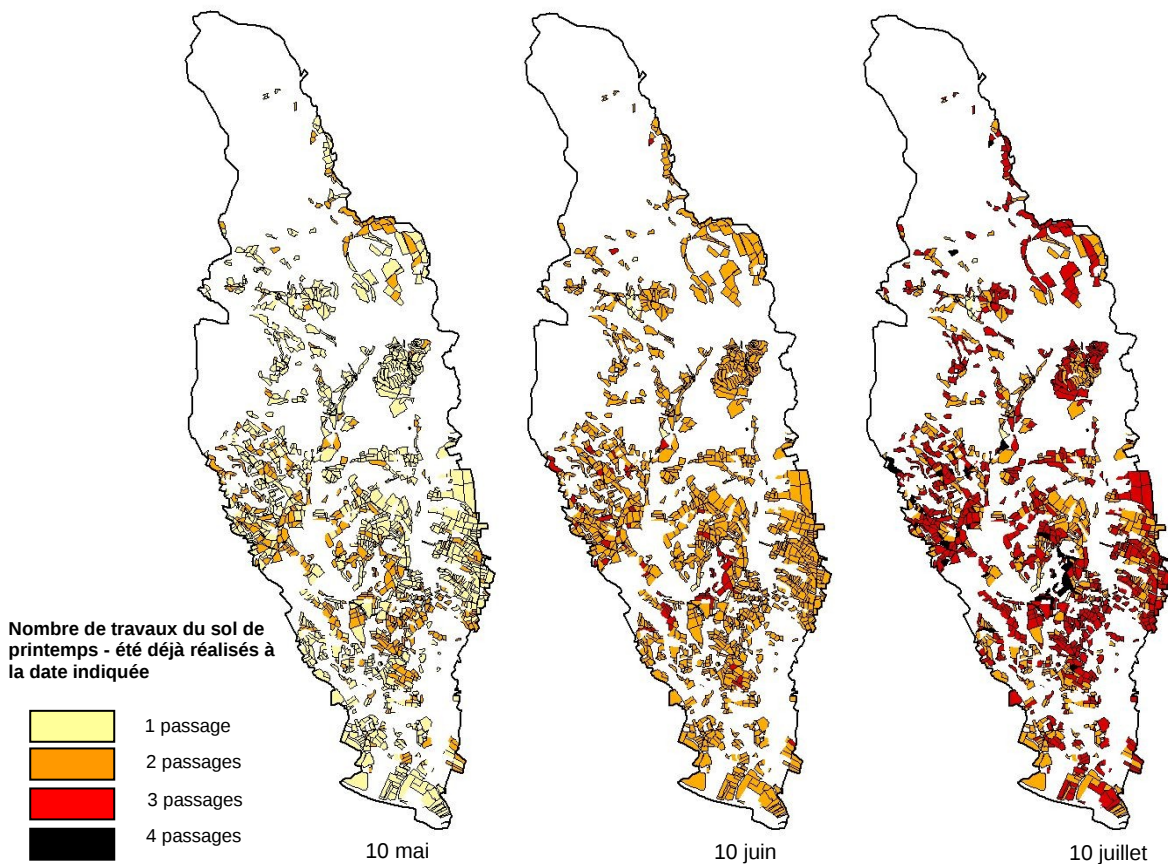 Nombre de travaux du sol de
printemps - été déjà réalisés à
la date indiquée
1 passage
2 passages
3 passages
4 passages
10 mai
10 juin
10 juillet